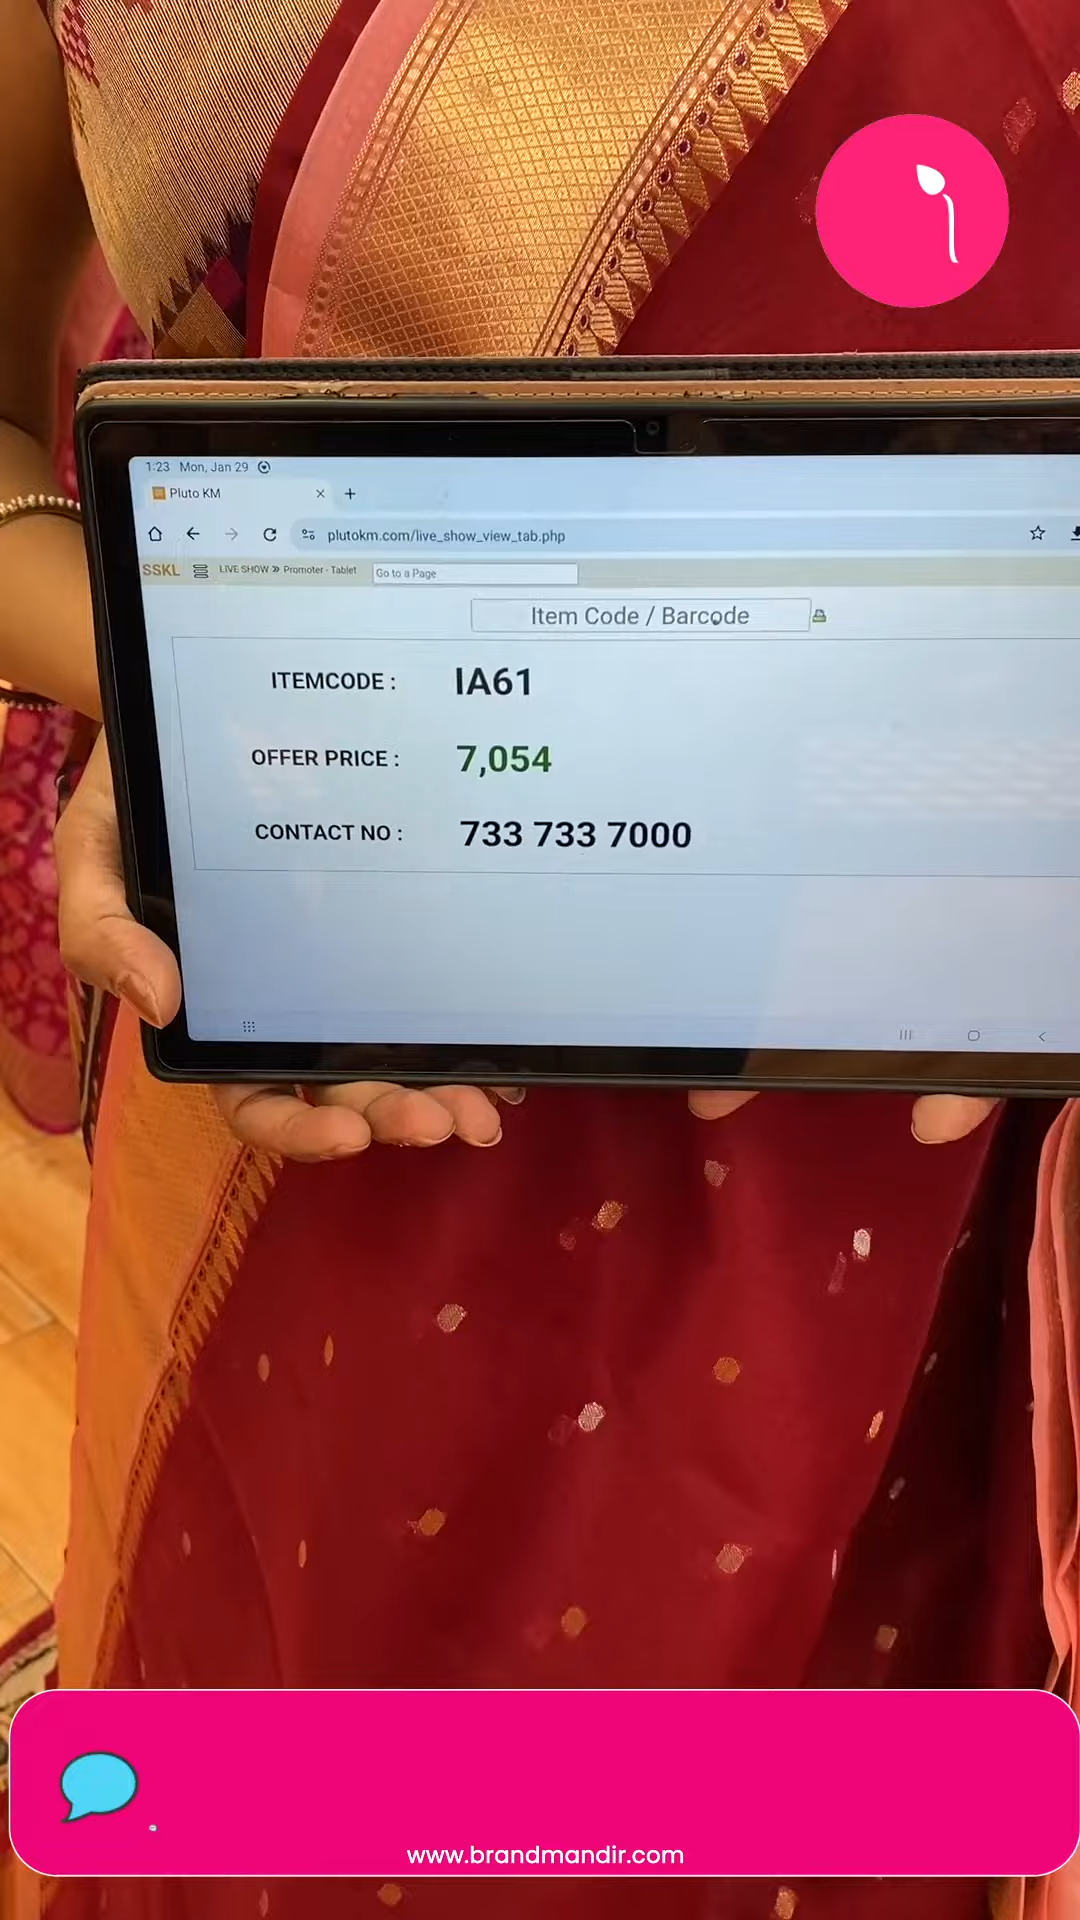 1:23 Mon, Jan 29
Pluto KM
plutokm.com/live_show_view_tab.php
SSKL LIVE SHOW » Promoter - Tablet Go to a Page
Item Code / Barcode
ITEMCODE : IA61
OFFER PRICE : 7,054
CONTACT NO : 733 733 7000
www.brandmandir.com